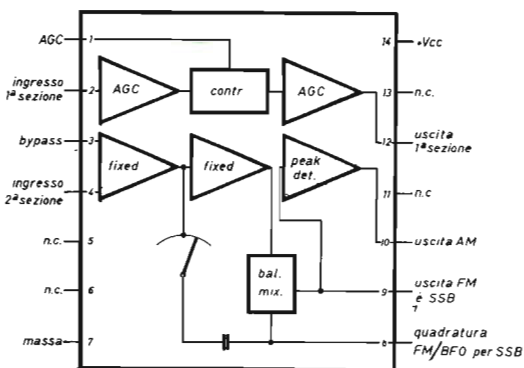 AGC
1
14
+Vcc
ingresso
1ª sezione
2
AGC
contr
AGC
13
n.c.
bypass
3
12
uscita
1ª sezione
fixed
fixed
peak
det.
ingresso
2ª sezione
4
11
n.c
n.c.
5
10
uscita AM
n.c.
6
bal.
mix.
9
uscita FM
e SSB
massa
7
8
quadratura
FM/BFO per SSB